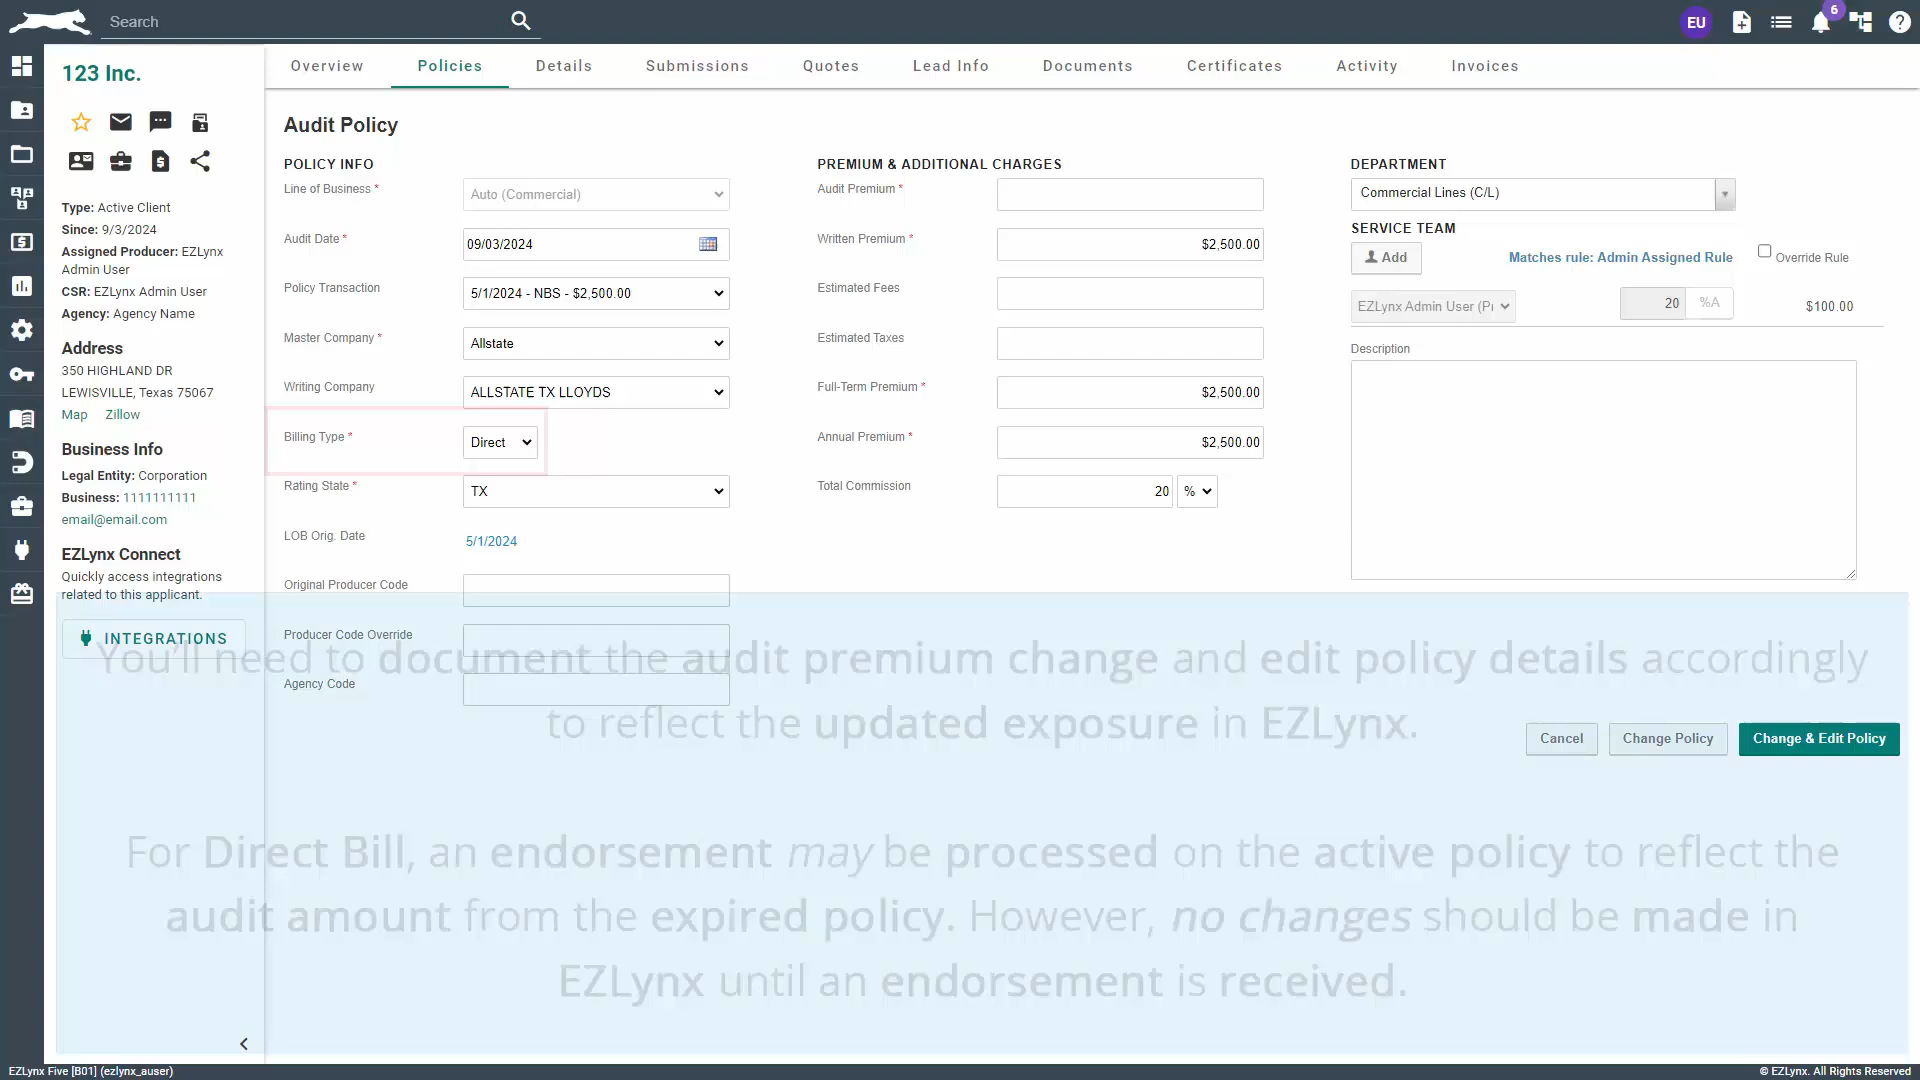 Search
EU
6
123 Inc.
Overview
Policies
Details
Submissions
Quotes
Lead Info
Documents
Certificates
Activity
Invoices
Type: Active Client
Since: 9/3/2024
Assigned Producer: EZLynx
Admin User
CSR: EZLynx Admin User
Agency: Agency Name
Address
350 HIGHLAND DR
LEWISVILLE, Texas 75067
Map Zillow
Business Info
Legal Entity: Corporation
Business: 1111111111
email@email.com
EZLynx Connect
Quickly access integrations
related to this applicant.
INTEGRATIONS
Audit Policy
POLICY INFO
Line of Business * Auto (Commercial)
Audit Date * 09/03/2024
Policy Transaction 5/1/2024 - NBS - $2,500.00
Master Company * Allstate
Writing Company ALLSTATE TX LLOYDS
Billing Type * Direct
Rating State * TX
LOB Orig. Date 5/1/2024
Original Producer Code
Producer Code Override
Agency Code
PREMIUM & ADDITIONAL CHARGES
Audit Premium *
Written Premium * $2,500.00
Estimated Fees
Estimated Taxes
Full-Term Premium * $2,500.00
Annual Premium * $2,500.00
Total Commission 20 %
DEPARTMENT
Commercial Lines (C/L)
SERVICE TEAM
Add Matches rule: Admin Assigned Rule Override Rule
EZLynx Admin User (Pr 20 %A $100.00
Description
Cancel Change Policy Change & Edit Policy
You'll need to document the audit premium change and edit policy details accordingly
to reflect the updated exposure in EZLynx.
For Direct Bill, an endorsement may be processed on the active policy to reflect the
audit amount from the expired policy. However, no changes should be made in
EZLynx until an endorsement is received.
EZLynx Five [B01] (ezlynx_auser)
© EZLynx. All Rights Reserved